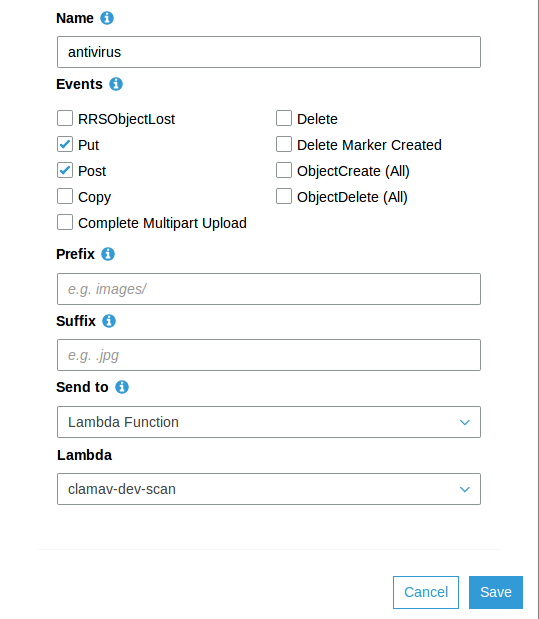 Name
antivirus
Events
RRSObjectLost
Delete
Put
Delete Marker Created
Post
ObjectCreate (All)
Copy
ObjectDelete (All)
Complete Multipart Upload
Prefix
e.g. images/
Suffix
e.g. .jpg
Send to
Lambda Function
Lambda
clamav-dev-scan
Cancel
Save